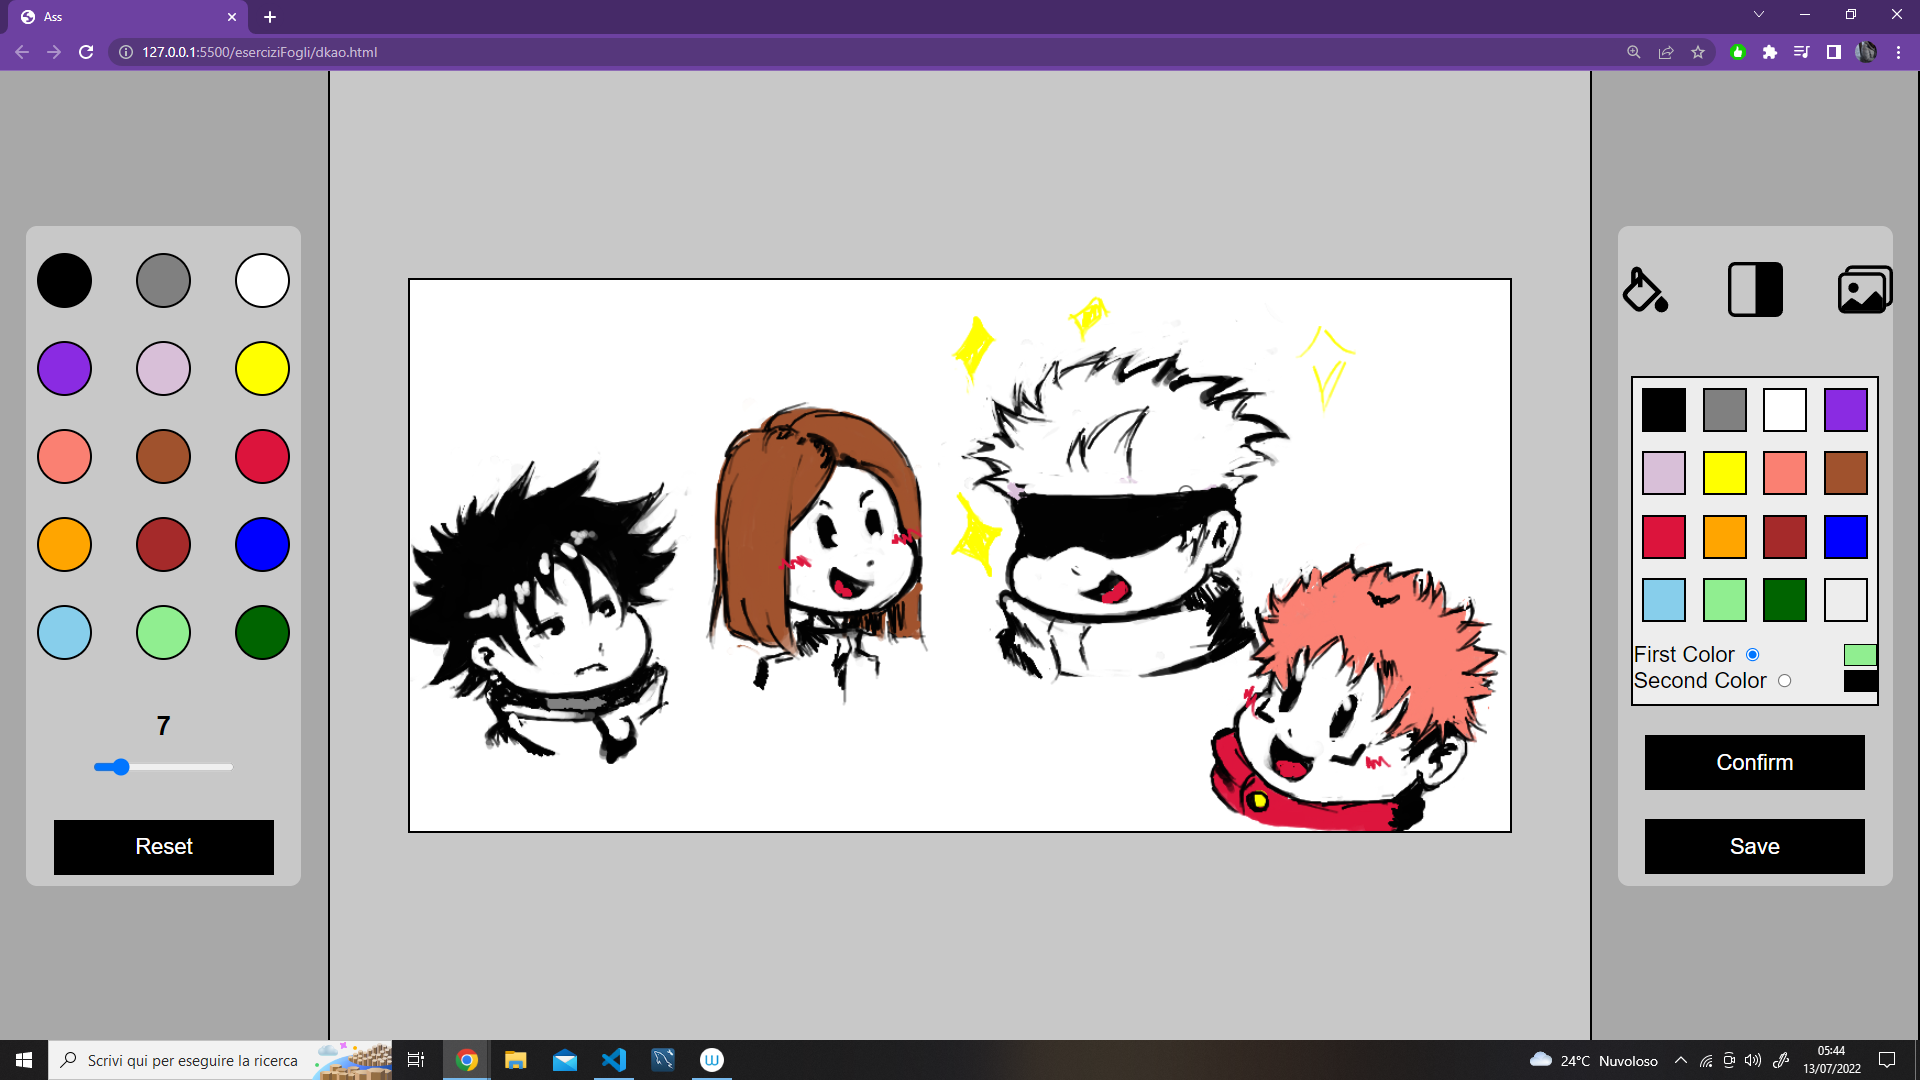 Ass
127.0.0.1:5500/eserciziFogli/dkao.html
7
Reset
First Color
Second Color
Confirm
Save
Scrivi qui per eseguire la ricerca
W
24°C Nuvoloso
05:44
13/07/2022